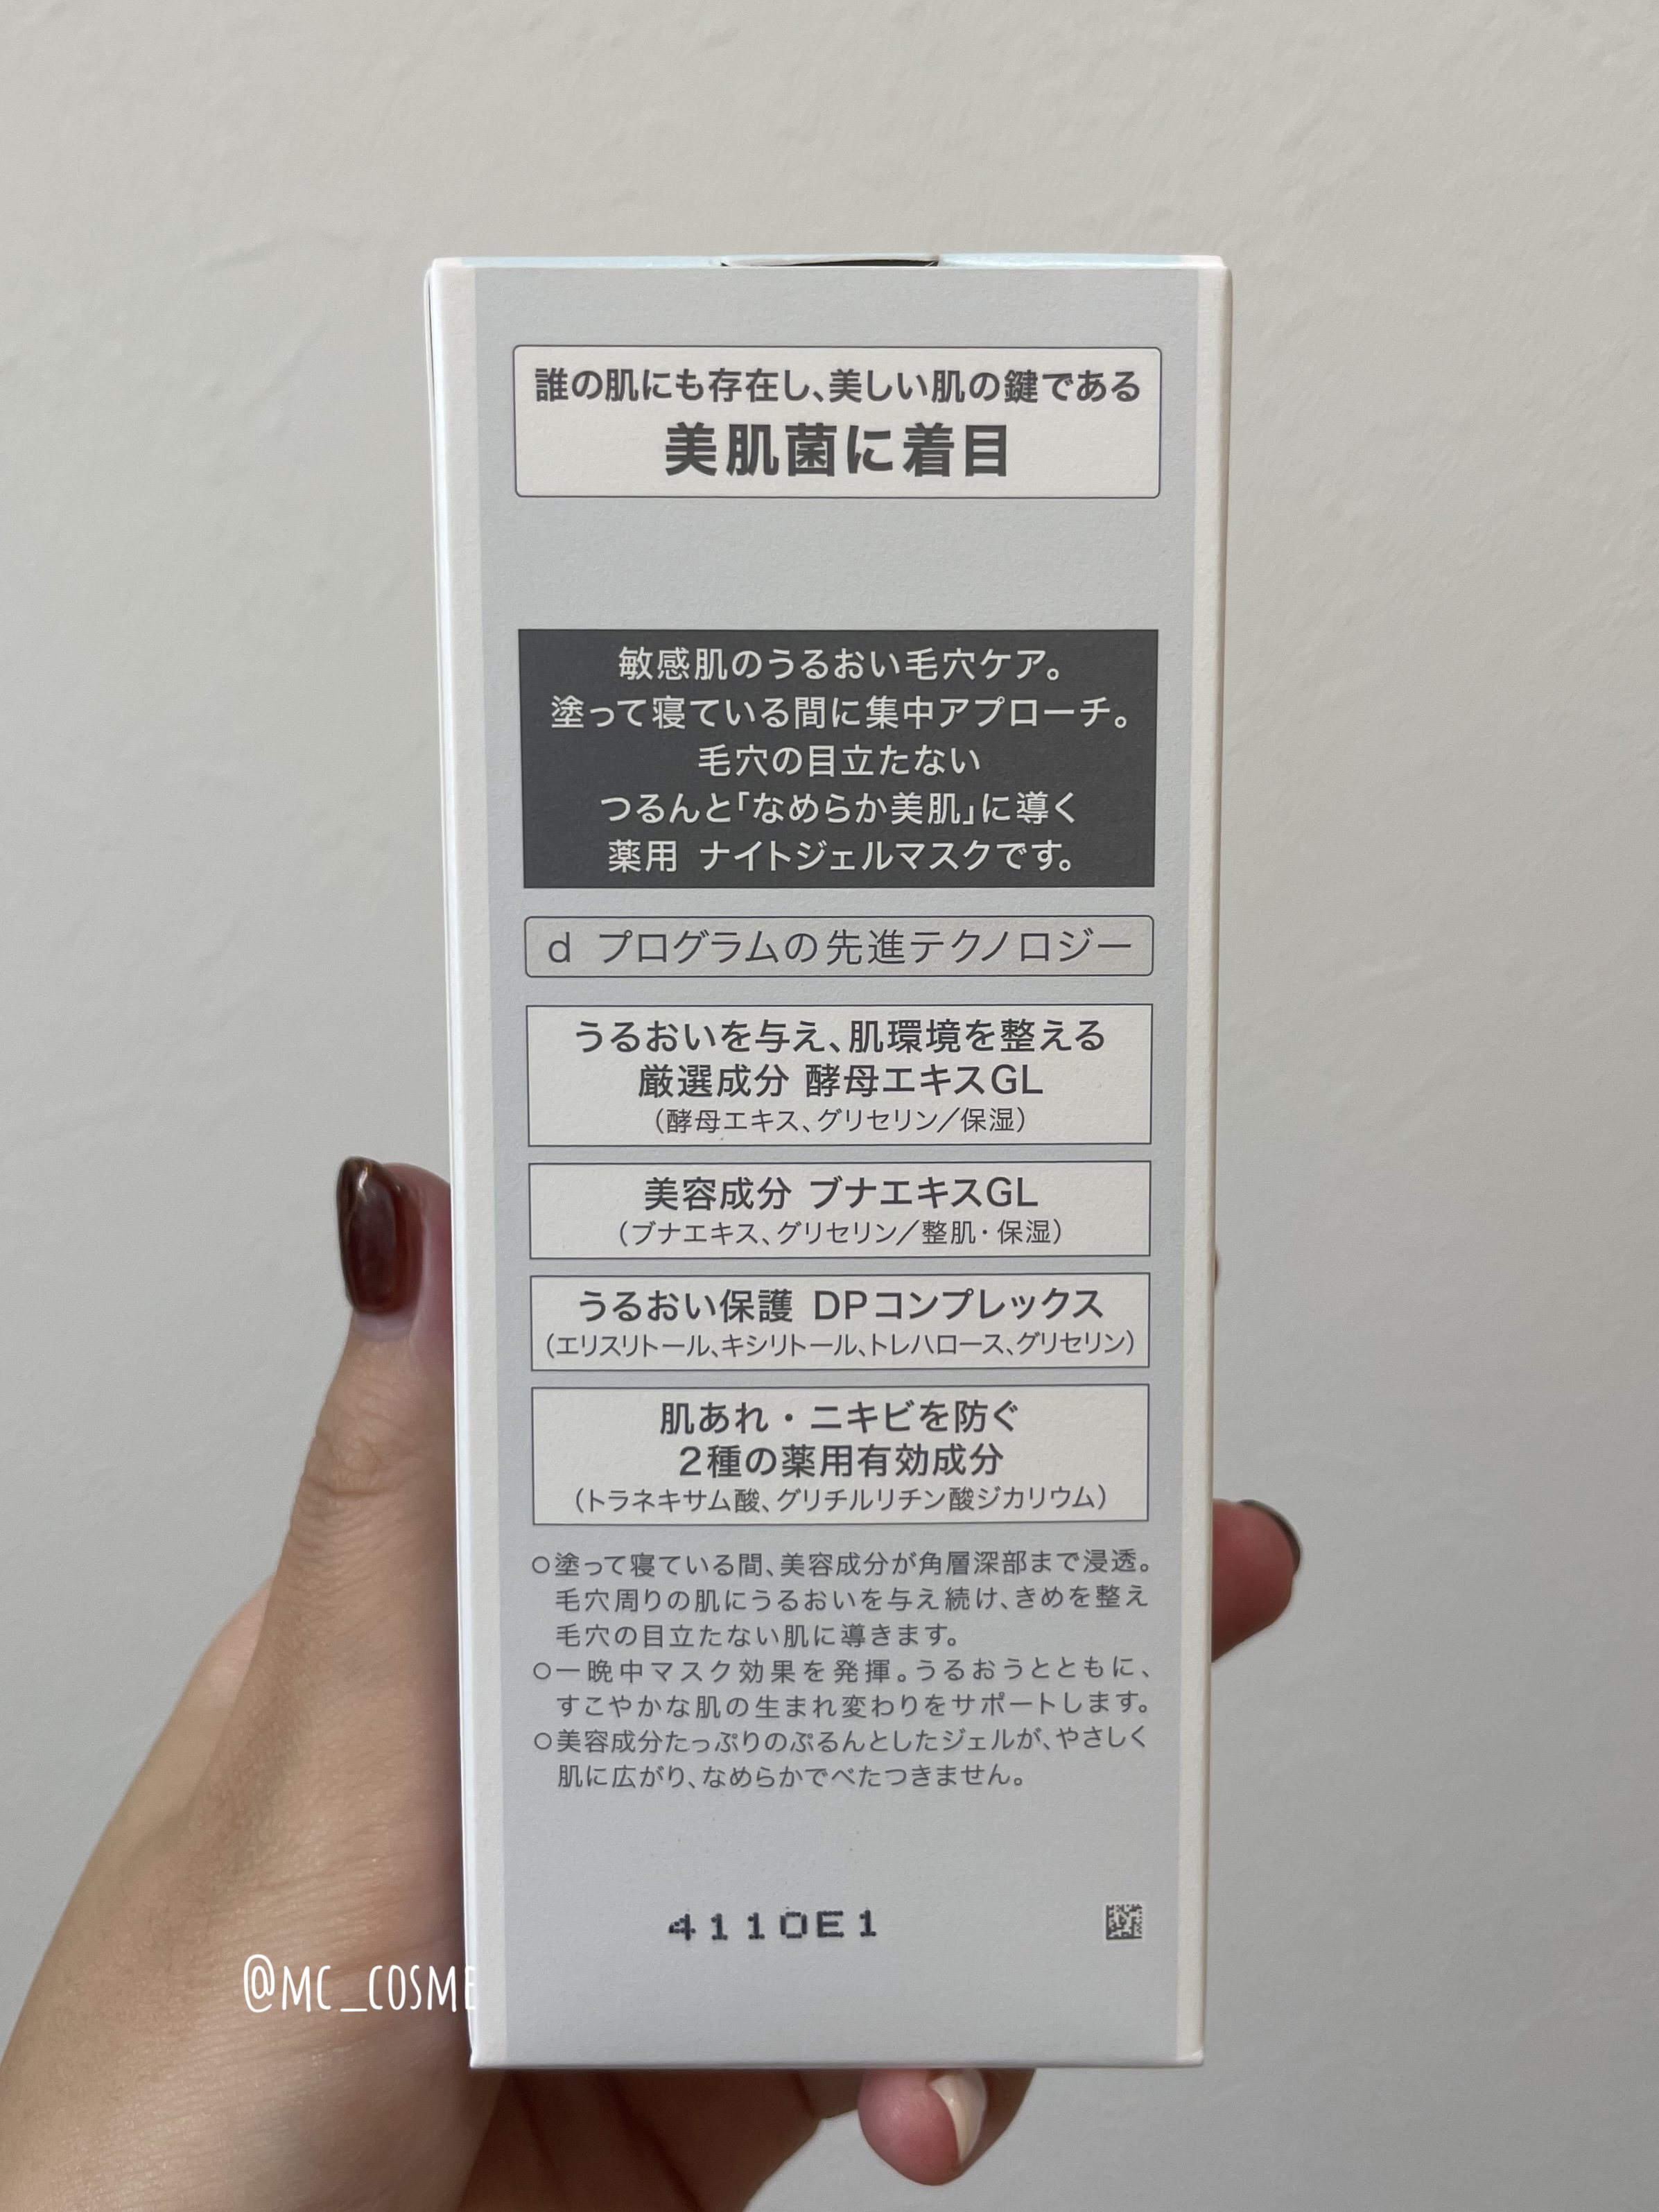 誰の肌にも存在し、美しい肌の鍵である
美肌菌に着目
敏感肌のうるおい毛穴ケア。
塗って寝ている間に集中アプローチ。
毛穴の目立たない
つるんと「なめらか美肌」に導く
薬用 ナイトジェルマスクです。
d プログラムの先進テクノロジー
うるおいを与え、肌環境を整える
厳選成分 酵母エキスGL
（酵母エキス、グリセリン／保湿）
美容成分 ブナエキスGL
（ブナエキス、グリセリン／整肌・保湿）
うるおい保護 DPコンプレックス
（エリスリトール、キシリトール、トレハロース、グリセリン）
肌あれ・ニキビを防ぐ
2種の薬用有効成分
（トラネキサム酸、グリチルリチン酸ジカリウム）
○塗って寝ている間、美容成分が角層深部まで浸透。
毛穴周りの肌にうるおいを与え続け、きめを整え
毛穴の目立たない肌に導きます。
○一晩中マスク効果を発揮。うるおうとともに、
すこやかな肌の生まれ変わりをサポートします。
○美容成分たっぷりのぷるんとしたジェルが、やさしく
肌に広がり、なめらかでべたつきません。
4110E1
@MC_COSME